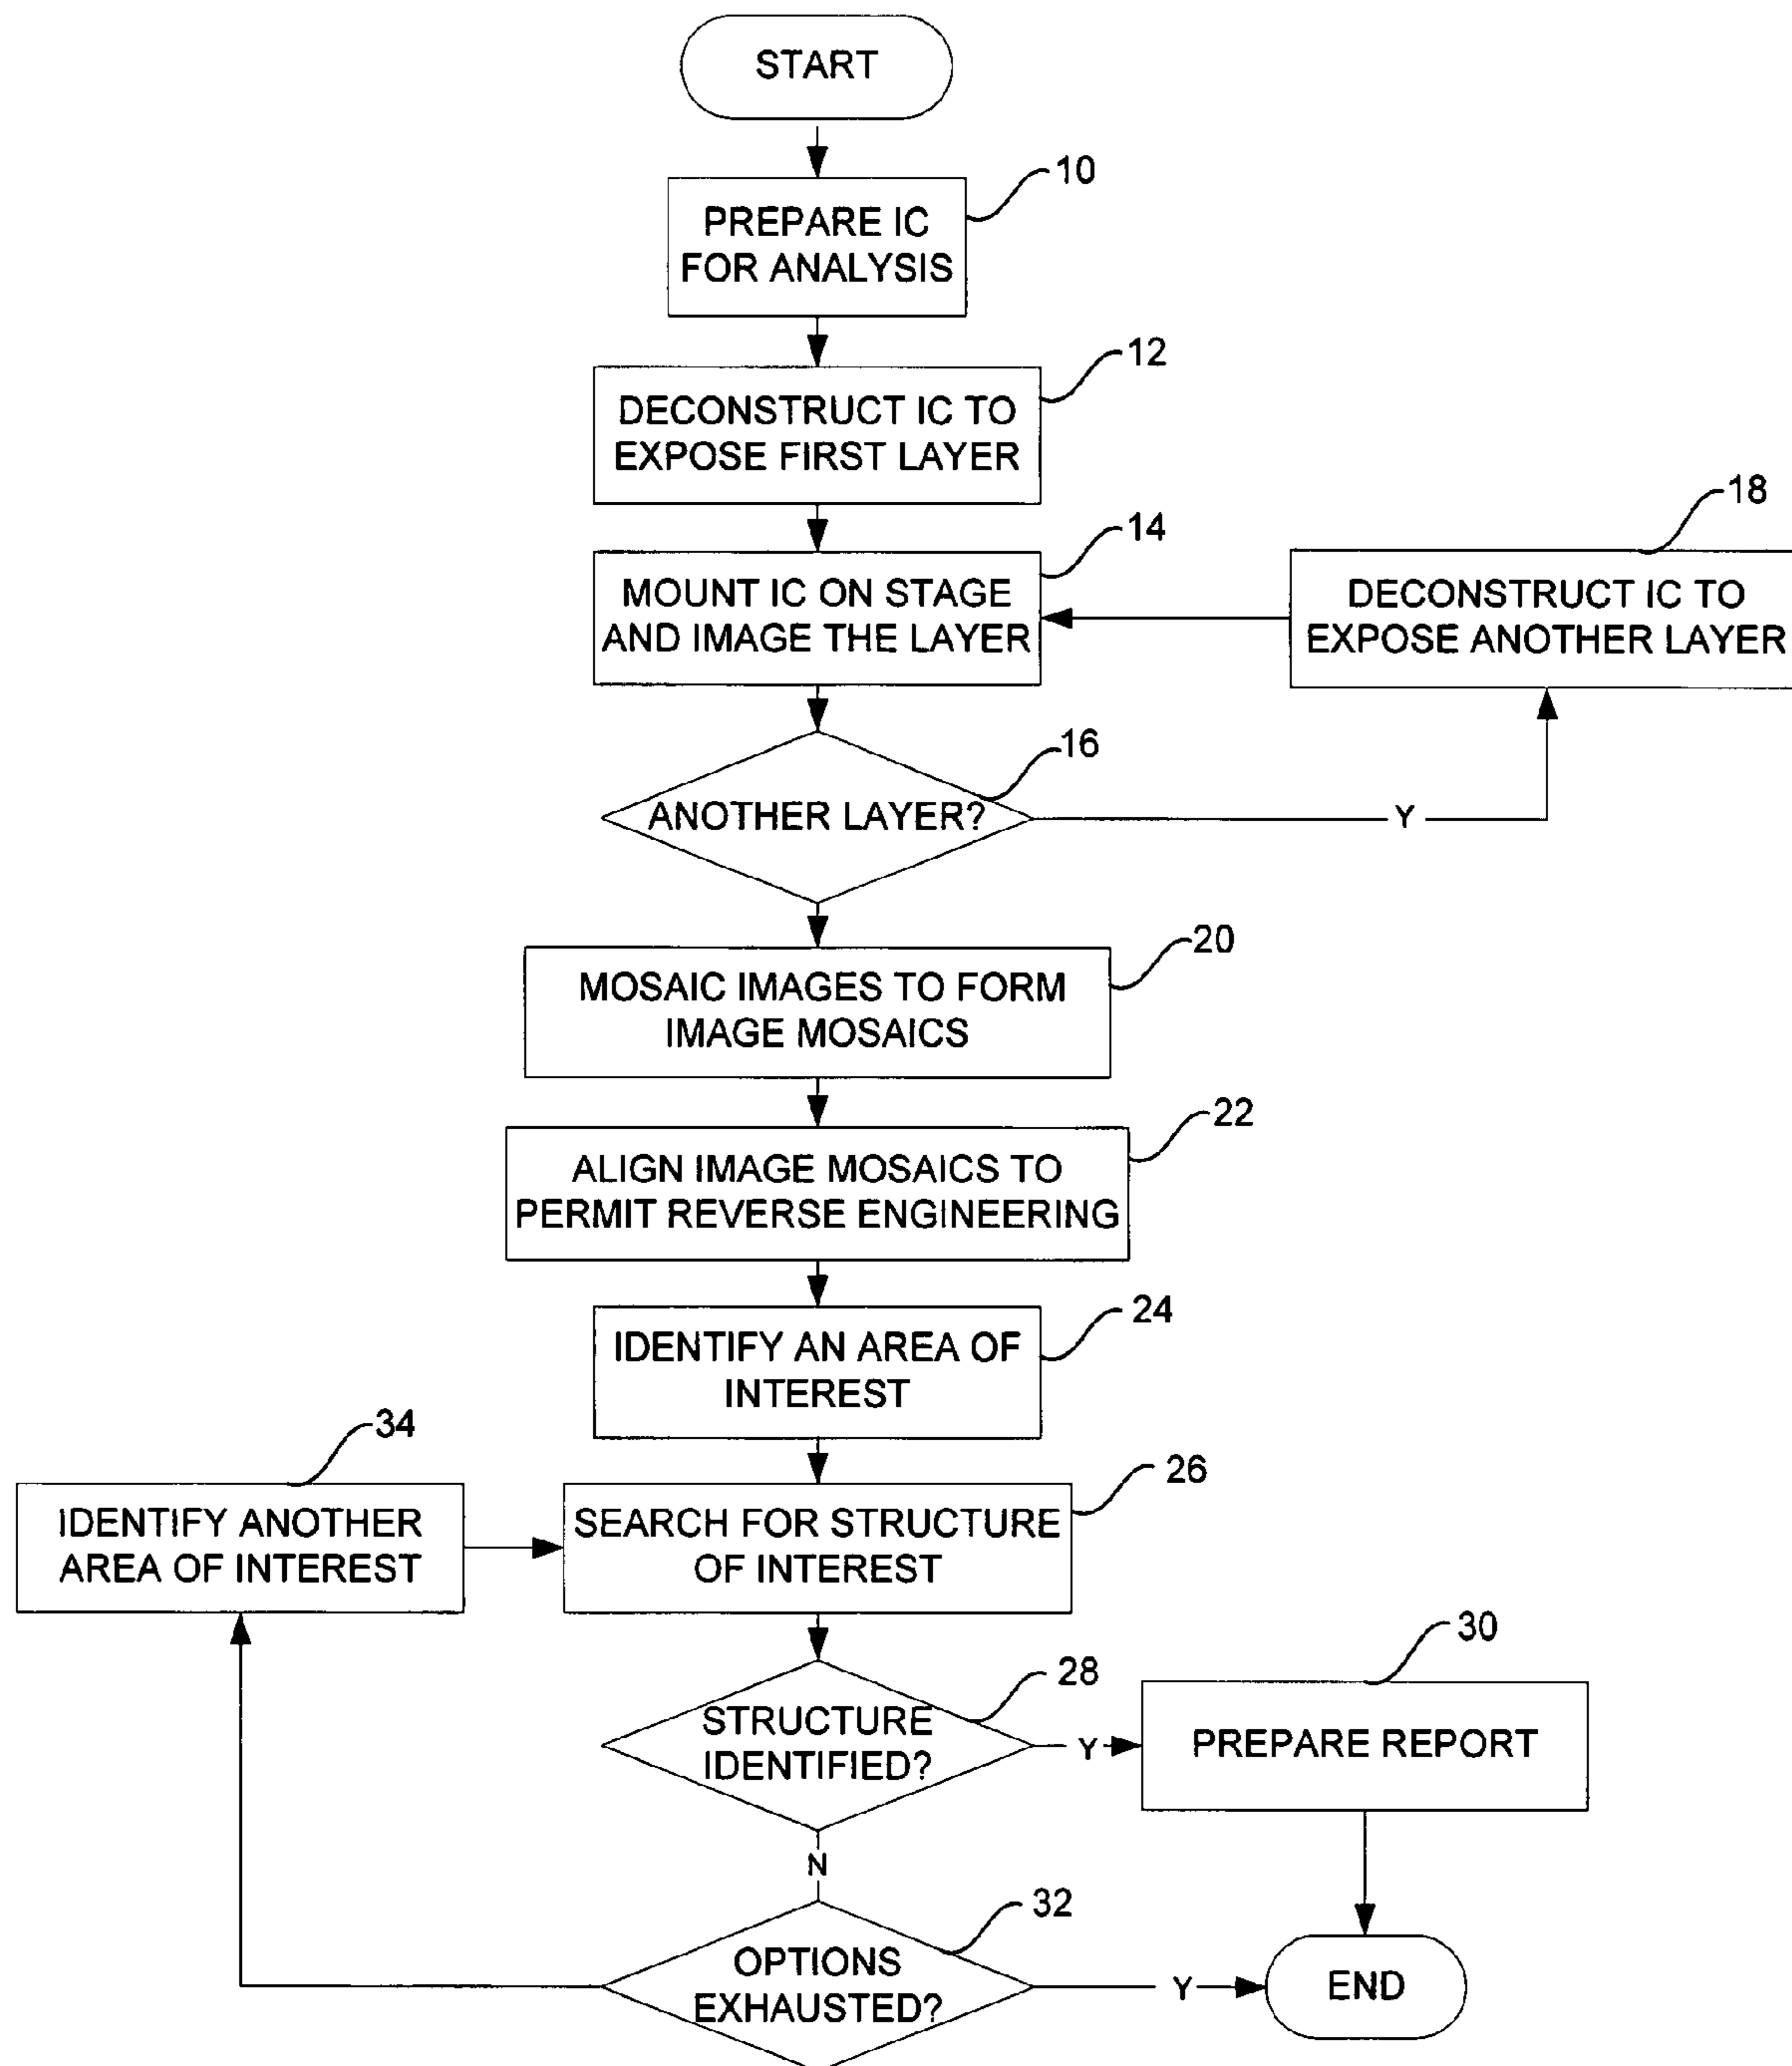 START
10
PREPARE IC
FOR ANALYSIS
12
DECONSTRUCT IC TO
EXPOSE FIRST LAYER
14
MOUNT IC ON STAGE
AND IMAGE THE LAYER
18
DECONSTRUCT IC TO
EXPOSE ANOTHER LAYER
16
ANOTHER LAYER?
Y
20
MOSAIC IMAGES TO FORM
IMAGE MOSAICS
22
ALIGN IMAGE MOSAICS TO
PERMIT REVERSE ENGINEERING
24
IDENTIFY AN AREA OF
INTEREST
34
IDENTIFY ANOTHER
AREA OF INTEREST
26
SEARCH FOR STRUCTURE
OF INTEREST
28
STRUCTURE
IDENTIFIED?
Y
30
PREPARE REPORT
N
32
OPTIONS
EXHAUSTED?
Y
END